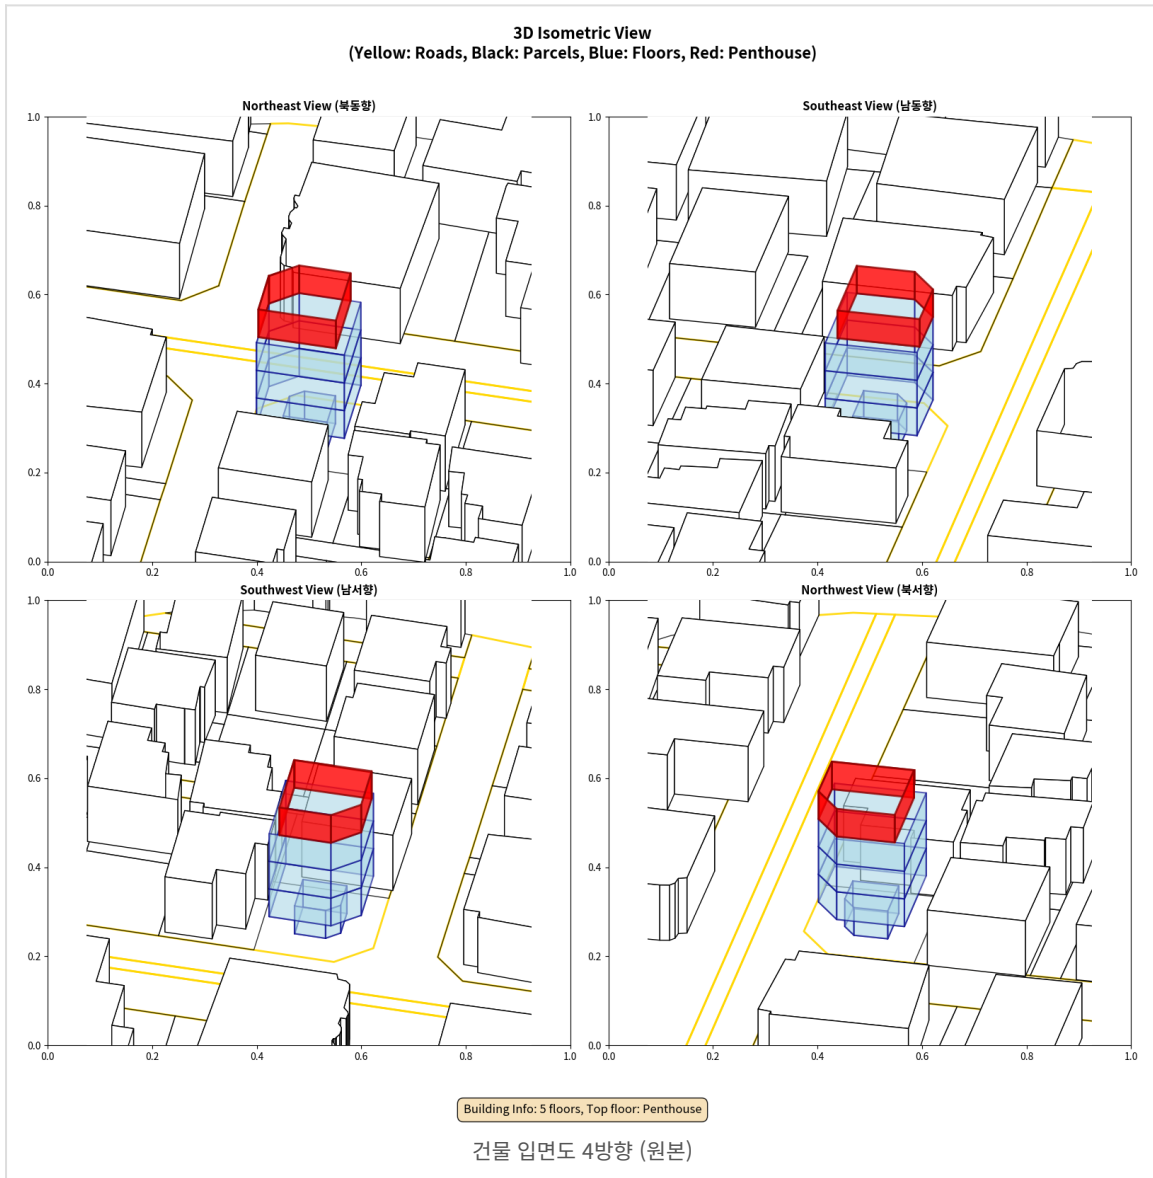 3D Isometric View
(Yellow: Roads, Black: Parcels, Blue: Floors, Red: Penthouse)
Northeast View (북동향)
1.0
0.8
0.6
0.4
0.2
0.0
0.0 0.2 0.4 0.6 0.8 1.0
Southeast View (남동향)
1.0
0.8
0.6
0.4
0.2
0.0
0.0 0.2 0.4 0.6 0.8 1.0
Southwest View (남서향)
1.0
0.8
0.6
0.4
0.2
0.0
0.0 0.2 0.4 0.6 0.8 1.0
Northwest View (북서향)
1.0
0.8
0.6
0.4
0.2
0.0
0.0 0.2 0.4 0.6 0.8 1.0
Building Info: 5 floors, Top floor: Penthouse
건물 입면도 4방향 (원본)